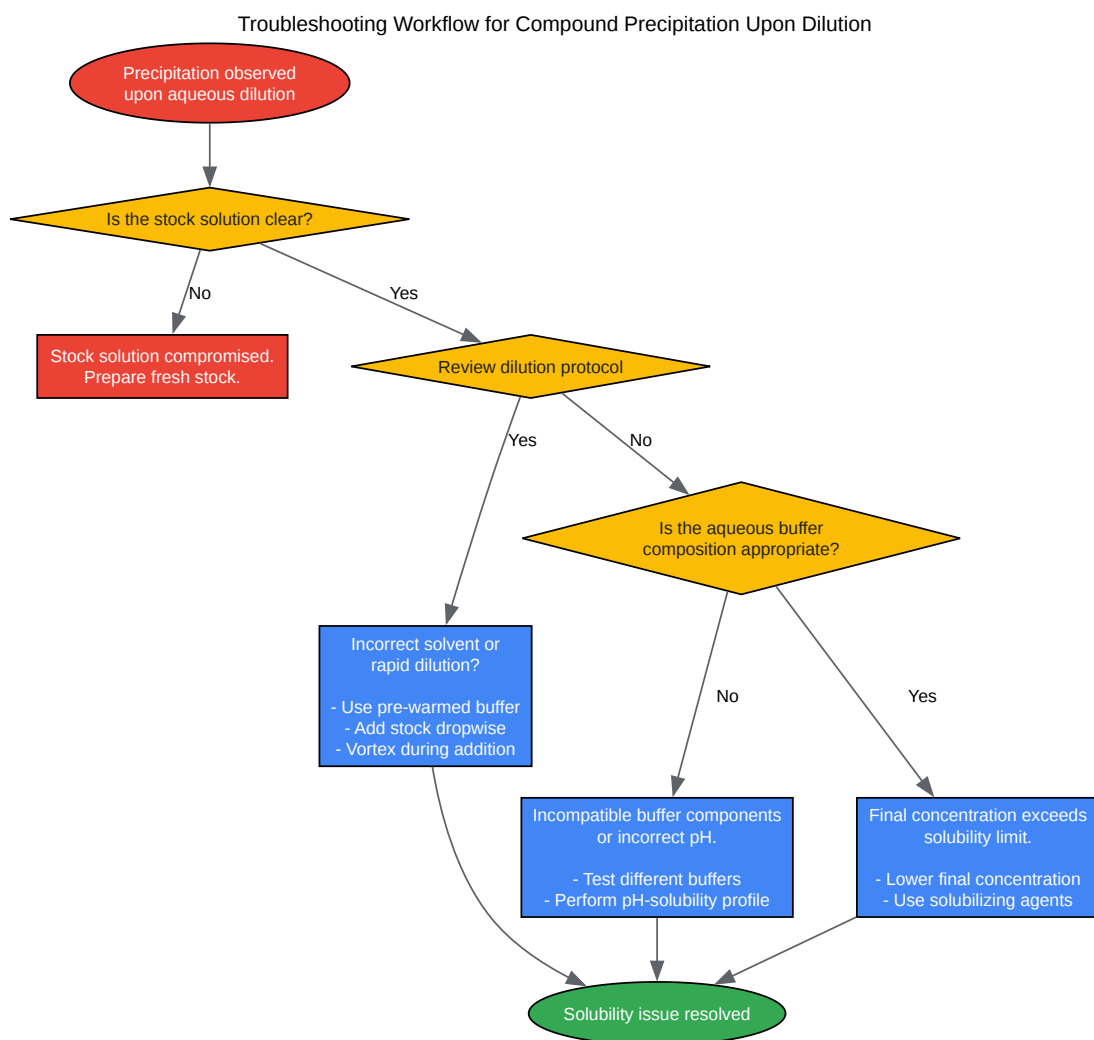 Troubleshooting Workflow for Compound Precipitation Upon Dilution
Precipitation observed
upon aqueous dilution
Is the stock solution clear?
No
Yes
Stock solution compromised.
Prepare fresh stock.
Review dilution protocol
Yes
No
Is the aqueous buffer
composition appropriate?
Incorrect solvent or
rapid dilution?
- Use pre-warmed buffer
- Add stock dropwise
- Vortex during addition
No
Yes
Incompatible buffer components
or incorrect pH.
- Test different buffers
- Perform pH-solubility profile
Final concentration exceeds
solubility limit.
- Lower final concentration
- Use solubilizing agents
Solubility issue resolved